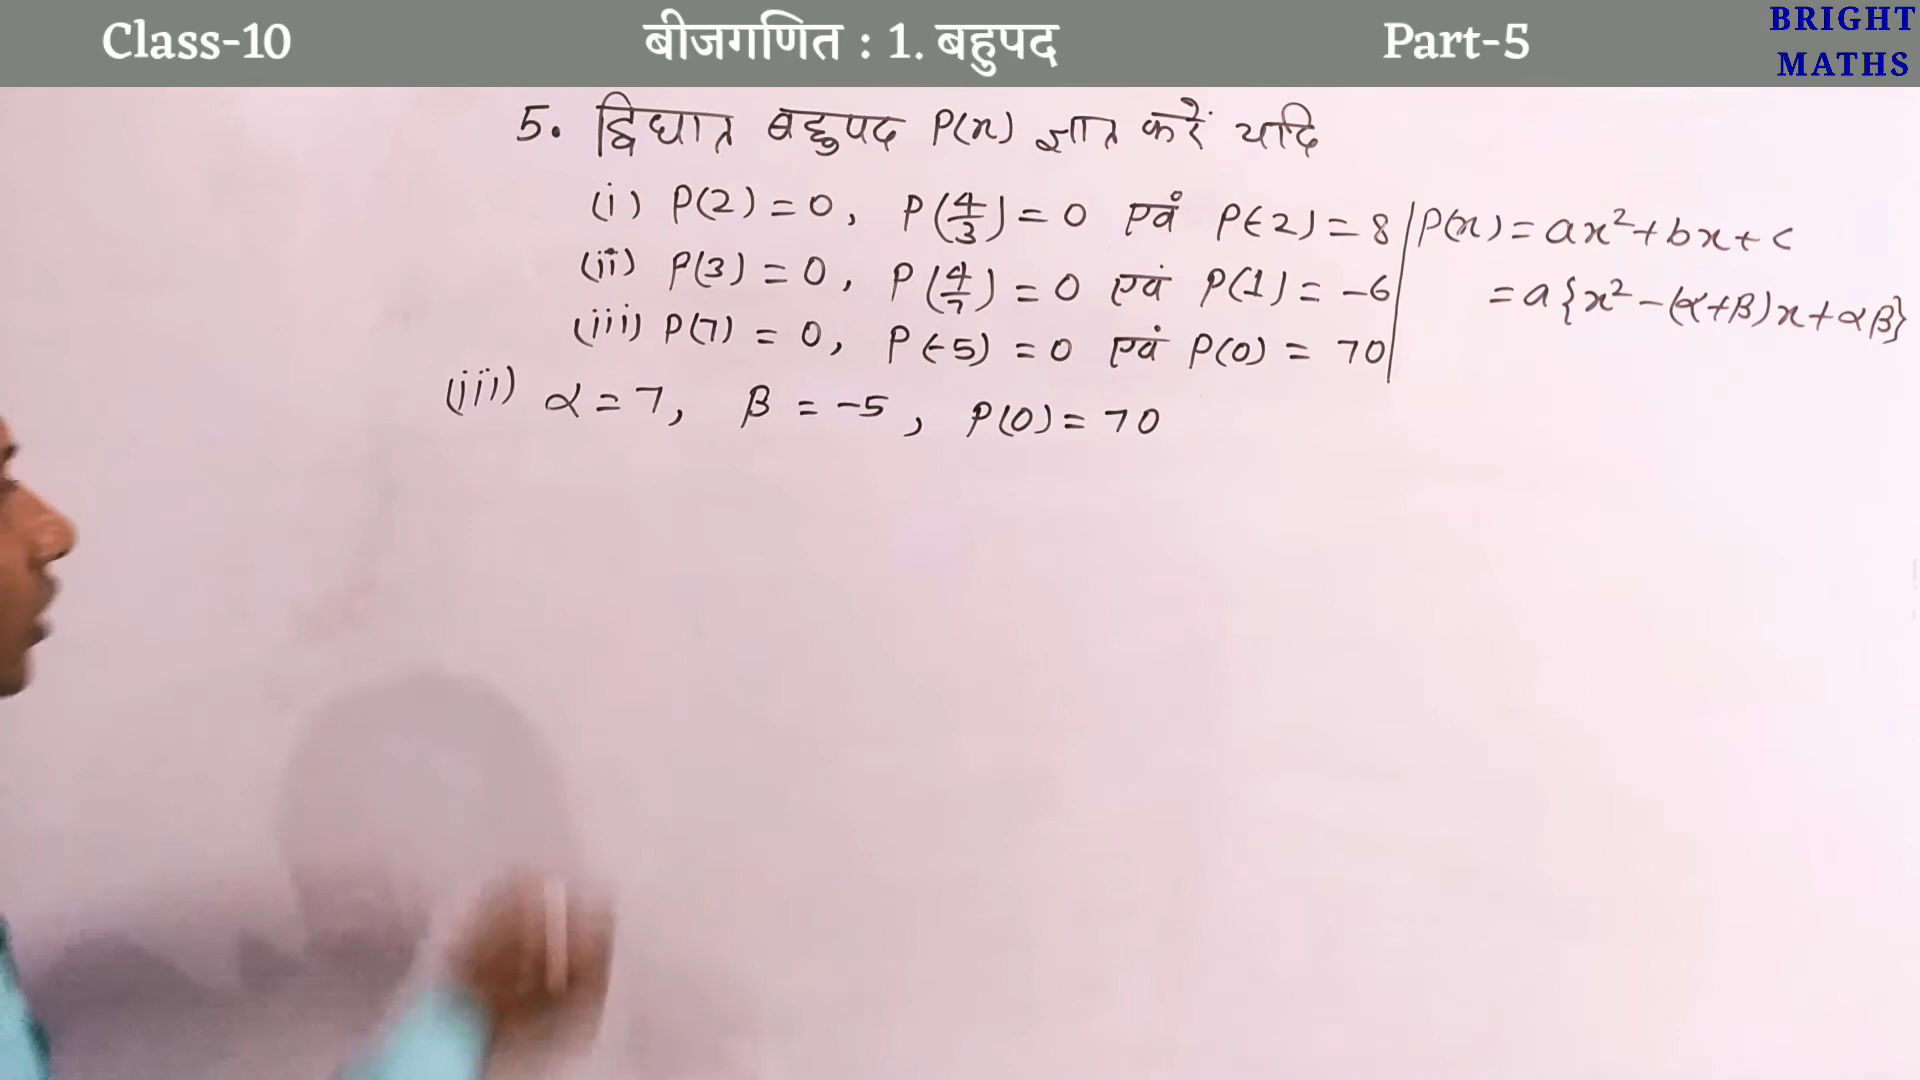 Class-10 बीजगणित : 1. बहुपद Part-5 BRIGHT MATHS
5. द्विघात बहुपद P(x) ज्ञात करें यदि
(i) P(2) = 0, P(4/3) = 0 एवं P(-2) = 8
(ii) P(3) = 0, P(4/7) = 0 एवं P(1) = -6
(iii) P(7) = 0, P(-5) = 0 एवं P(0) = 70
P(x) = ax² + bx + c
= a{x² - (α+β)x + αβ}
(iii) α = 7, β = -5, P(0) = 70